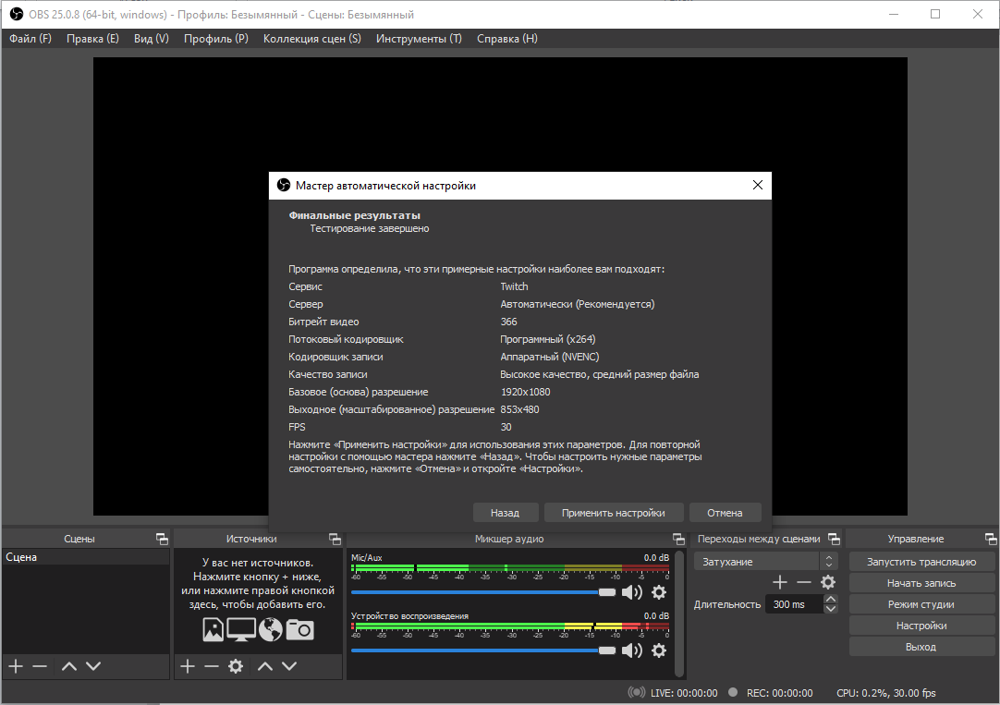 OBS 25.0.8 (64-bit, windows) - Профиль: Безымянный - Сцены: Безымянный
Файл (F) Правка (E) Вид (V) Профиль (P) Коллекция сцен (S) Инструменты (T) Справка (H)
Мастер автоматической настройки
Финальные результаты
Тестирование завершено
Программа определила, что эти примерные настройки наиболее вам подходят:
Сервис Twitch
Сервер Автоматически (Рекомендуется)
Битрейт видео 366
Потоковый кодировщик Программный (x264)
Кодировщик записи Аппаратный (NVENC)
Качество записи Высокое качество, средний размер файла
Базовое (основа) разрешение 1920x1080
Выходное (масштабированное) разрешение 853x480
FPS 30
Нажмите «Применить настройки» для использования этих параметров. Для повторной
настройки с помощью мастера нажмите «Назад». Чтобы настроить нужные параметры
самостоятельно, нажмите «Отмена» и откройте «Настройки».
Назад Применить настройки Отмена
Сцены
Сцена
Источники
У вас нет источников.
Нажмите кнопку + ниже,
или нажмите правой кнопкой
здесь, чтобы добавить его.
Микшер аудио
Mic/Aux 0.0 dB
-60 -55 -50 -45 -40 -35 -30 -25 -20 -15 -10 -5 0
Устройство воспроизведения 0.0 dB
-60 -55 -50 -45 -40 -35 -30 -25 -20 -15 -10 -5 0
Переходы между сценами
Затухание
Длительность 300 ms
Управление
Запустить трансляцию
Начать запись
Режим студии
Настройки
Выход
LIVE: 00:00:00 REC: 00:00:00 CPU: 0.2%, 30.00 fps